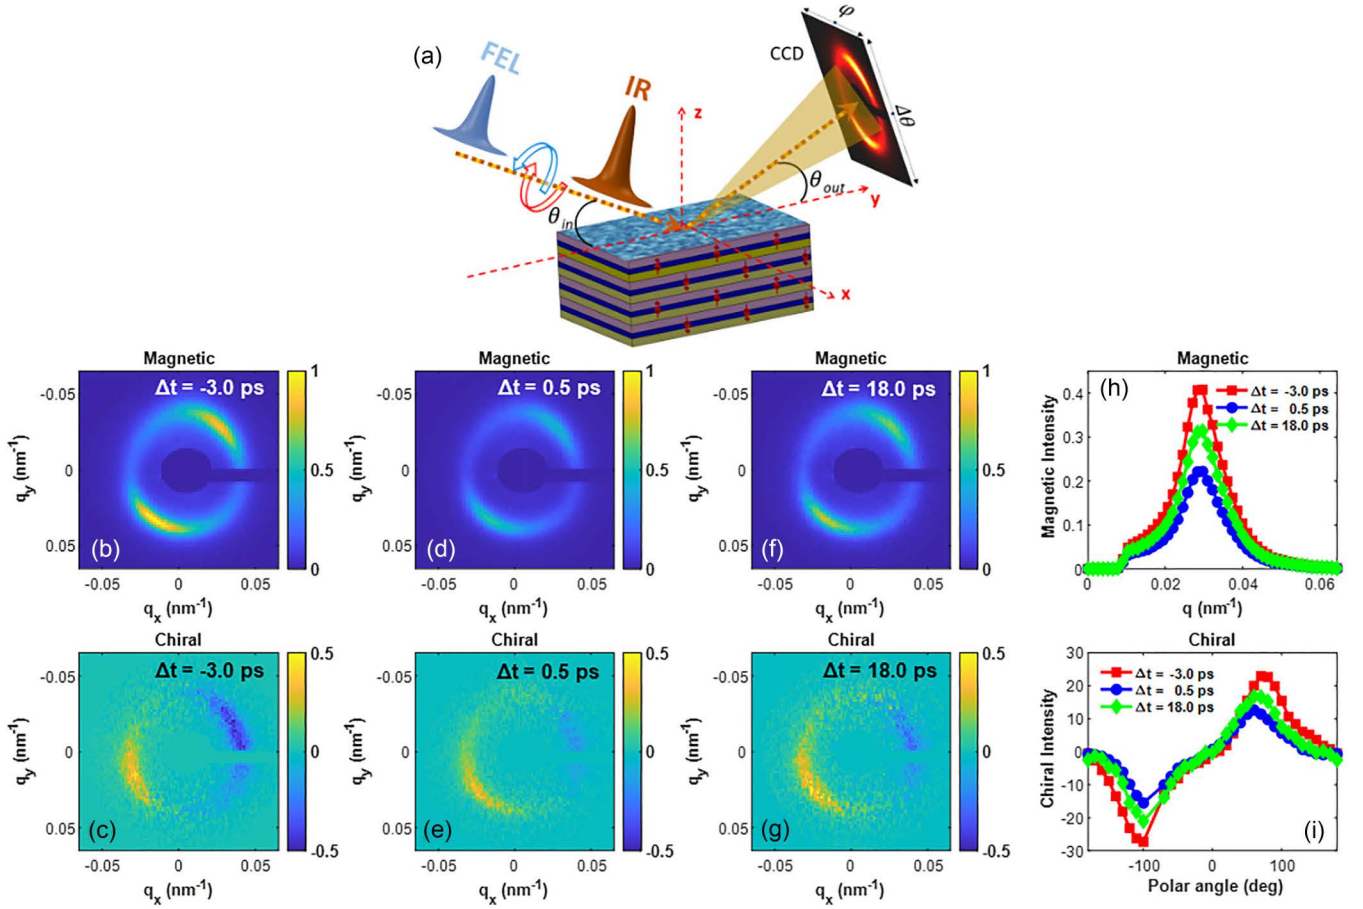 (a)
FEL
IR
CCD
φ
Δθ
z
θin
θout
y
x
Magnetic
Δt = -3.0 ps
-0.05
0
0.05
qy (nm-1)
(b)
-0.05 0 0.05
qx (nm-1)
1
0.5
0
Magnetic
Δt = 0.5 ps
-0.05
0
0.05
qy (nm-1)
(d)
-0.05 0 0.05
qx (nm-1)
1
0.5
0
Magnetic
Δt = 18.0 ps
-0.05
0
0.05
qy (nm-1)
(f)
-0.05 0 0.05
qx (nm-1)
1
0.5
0
Magnetic
(h)
Δt = -3.0 ps
Δt = 0.5 ps
Δt = 18.0 ps
0.4
0.3
0.2
0.1
0
Magnetic Intensity
0 0.02 0.04 0.06
q (nm-1)
Chiral
Δt = -3.0 ps
-0.05
0
0.05
qy (nm-1)
(c)
-0.05 0 0.05
qx (nm-1)
0.5
0
-0.5
Chiral
Δt = 0.5 ps
-0.05
0
0.05
qy (nm-1)
(e)
-0.05 0 0.05
qx (nm-1)
0.5
0
-0.5
Chiral
Δt = 18.0 ps
-0.05
0
0.05
qy (nm-1)
(g)
-0.05 0 0.05
qx (nm-1)
0.5
0
-0.5
Chiral
Δt = -3.0 ps
Δt = 0.5 ps
Δt = 18.0 ps
30
20
10
0
-10
-20
-30
Chiral Intensity
(i)
-100 0 100
Polar angle (deg)